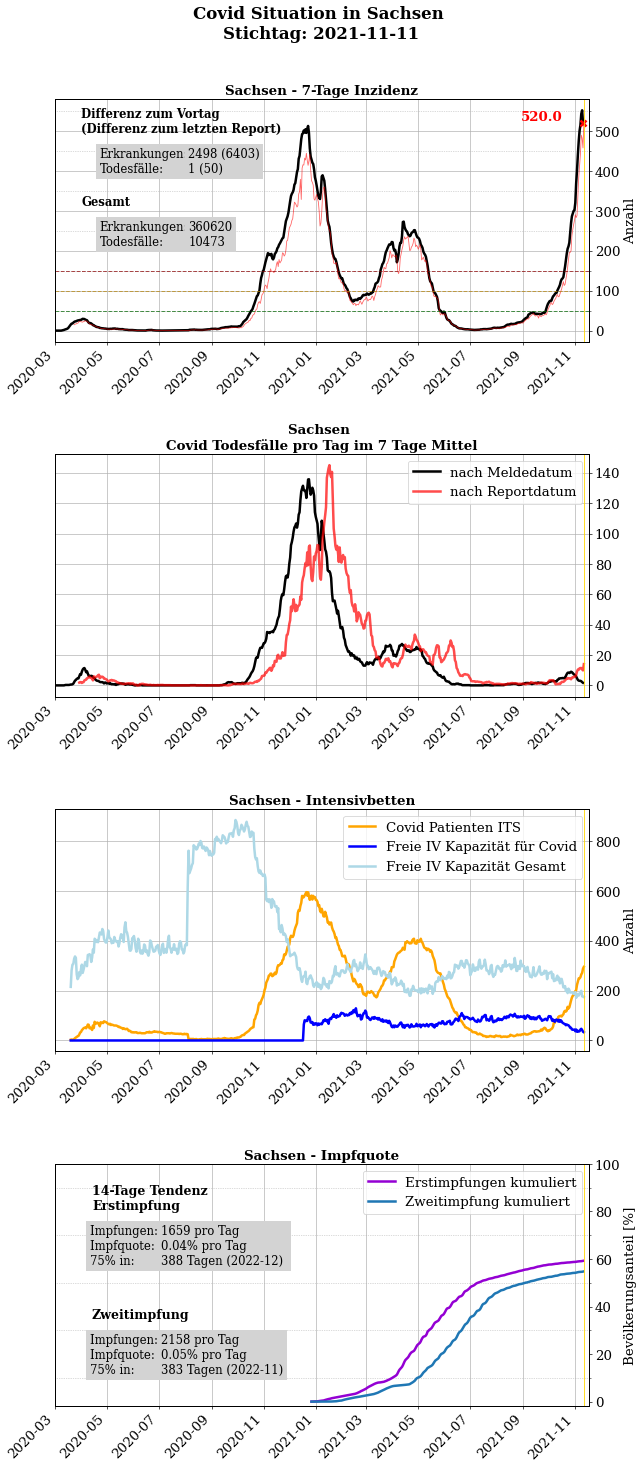 Covid Situation in Sachsen
Stichtag: 2021-11-11
Sachsen - 7-Tage Inzidenz
Differenz zum Vortag
(Differenz zum letzten Report)
Erkrankungen 2498 (6403)
Todesfälle: 1 (50)
Gesamt
Erkrankungen 360620
Todesfälle: 10473
520.0
500
400
300
200
100
0
Anzahl
2020-03
2020-05
2020-07
2020-09
2020-11
2021-01
2021-03
2021-05
2021-07
2021-09
2021-11
Sachsen
Covid Todesfälle pro Tag im 7 Tage Mittel
nach Meldedatum
nach Reportdatum
140
120
100
80
60
40
20
0
2020-03
2020-05
2020-07
2020-09
2020-11
2021-01
2021-03
2021-05
2021-07
2021-09
2021-11
Sachsen - Intensivbetten
Covid Patienten ITS
Freie IV Kapazität für Covid
Freie IV Kapazität Gesamt
800
600
400
200
0
Anzahl
2020-03
2020-05
2020-07
2020-09
2020-11
2021-01
2021-03
2021-05
2021-07
2021-09
2021-11
Sachsen - Impfquote
14-Tage Tendenz
Erstimpfung
Impfungen: 1659 pro Tag
Impfquote: 0.04% pro Tag
75% in: 388 Tagen (2022-12)
Zweitimpfung
Impfungen: 2158 pro Tag
Impfquote: 0.05% pro Tag
75% in: 383 Tagen (2022-11)
Erstimpfungen kumuliert
Zweitimpfung kumuliert
100
80
60
40
20
0
Bevölkerungsanteil [%]
2020-03
2020-05
2020-07
2020-09
2020-11
2021-01
2021-03
2021-05
2021-07
2021-09
2021-11